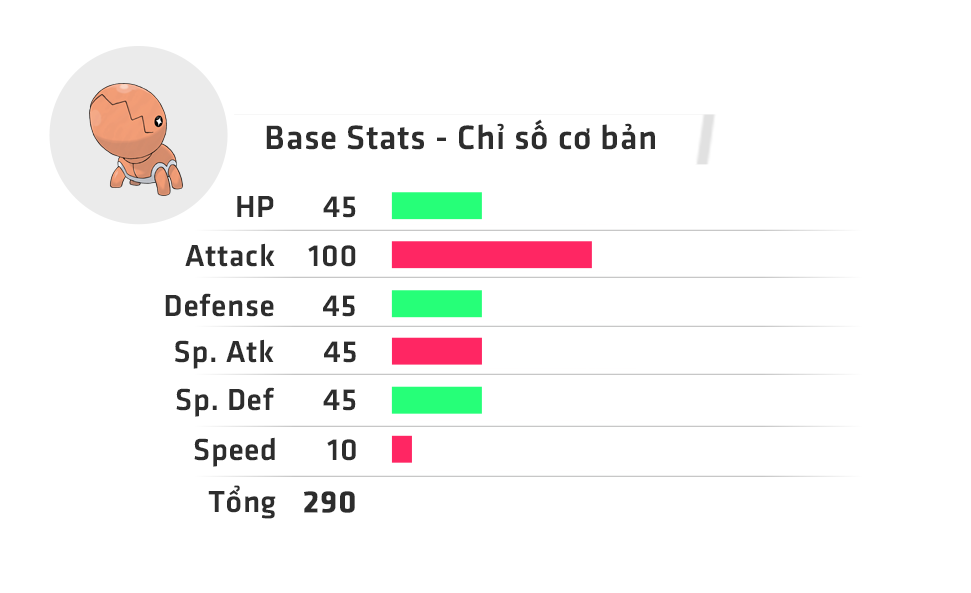 Base Stats - Chỉ số cơ bản
HP 45
Attack 100
Defense 45
Sp. Atk 45
Sp. Def 45
Speed 10
Tổng 290